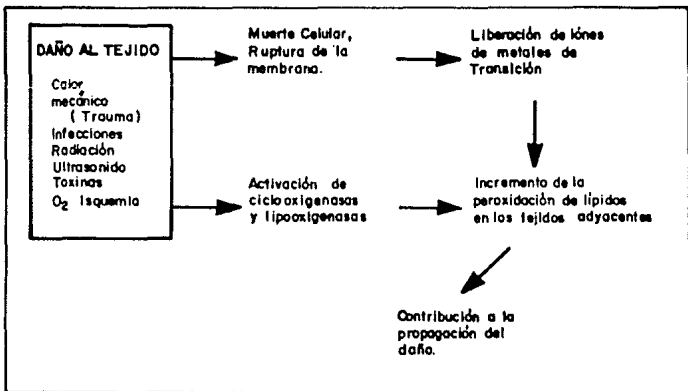 DAÑO AL TEJIDO
Calor
mecánico
( Trauma )
Infecciones
Radiación
Ultrasonido
Toxinas
O₂ Isquemia
Muerte Celular,
Ruptura de la
membrana.
Liberación de Iónes
de metales de
Transición
Activación de
ciclooxigenasas
y lipooxigenasas
Incremento de la
peroxidación de lípidos
en los tejidos adyacentes
Contribución a la
propagación del
daño.